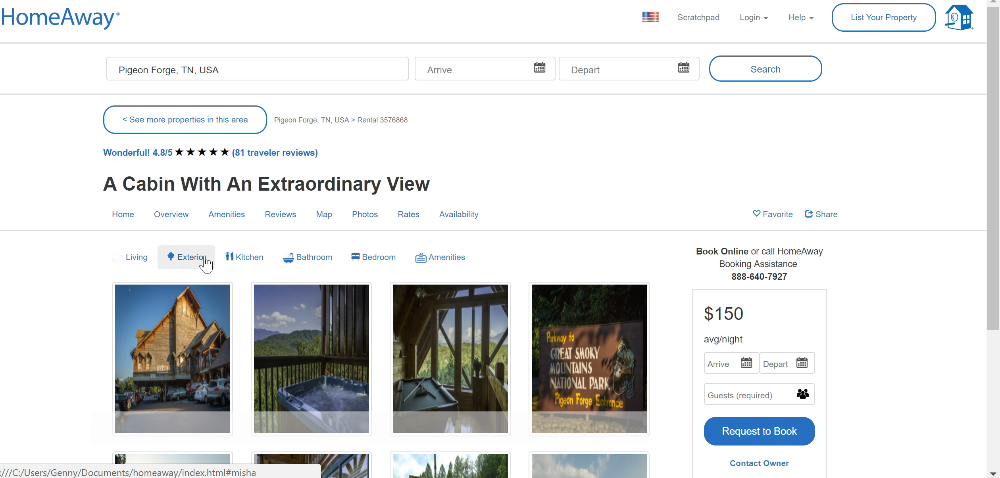 HomeAway®
Scratchpad
Login
Help
List Your Property
Pigeon Forge, TN, USA
Arrive
Depart
Search
< See more properties in this area
Pigeon Forge, TN, USA > Rental 3576868
Wonderful! 4.8/5 ★★★★★ (81 traveler reviews)
A Cabin With An Extraordinary View
Home
Overview
Amenities
Reviews
Map
Photos
Rates
Availability
Favorite
Share
Living
Exterior
Kitchen
Bathroom
Bedroom
Amenities
Book Online or call HomeAway
Booking Assistance
888-640-7927
OLD MILL
Parkway to
GREAT SMOKY
MOUNTAINS
NATIONAL PARK
Pigeon Forge Entrance
$150
avg/night
Arrive
Depart
Guests (required)
Request to Book
Contact Owner
:///C:/Users/Genny/Documents/homeaway/index.html#misha